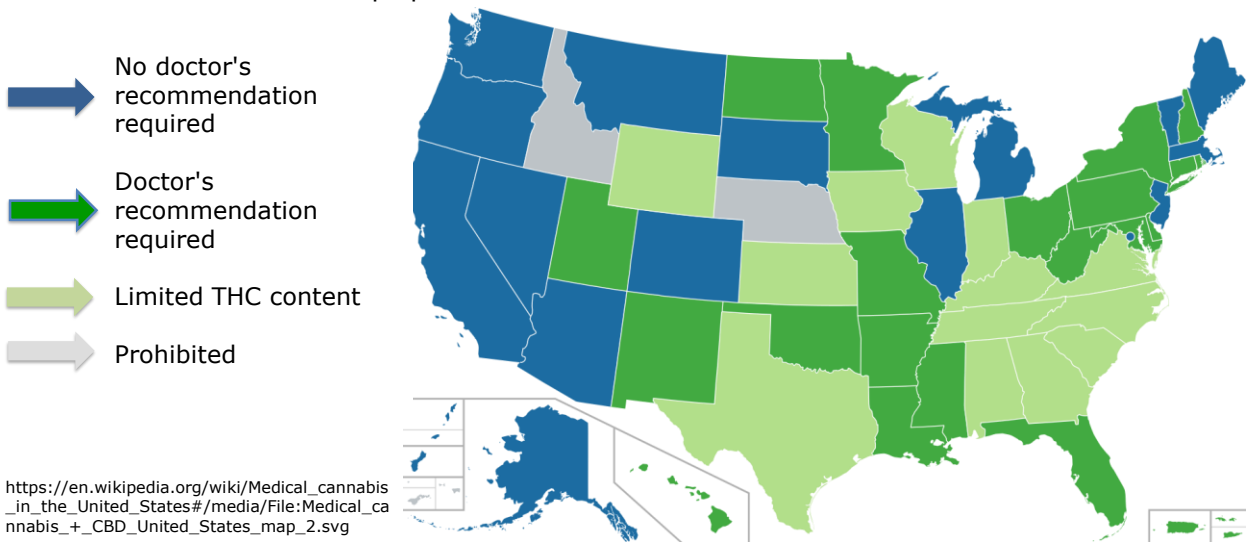 No doctor's
recommendation
required
Doctor's
recommendation
required
Limited THC content
Prohibited
https://en.wikipedia.org/wiki/Medical_cannabis
_in_the_United_States#/media/File:Medical_ca
nnabis_+_CBD_United_States_map_2.svg